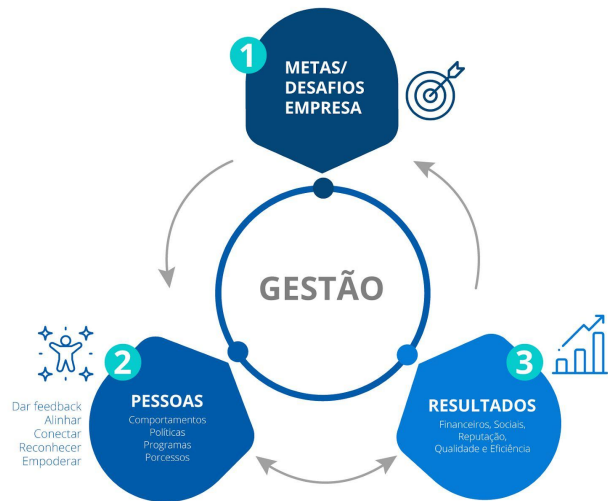 1
METAS/
DESAFIOS
EMPRESA
GESTÃO
2
PESSOAS
Comportamentos
Políticas
Programas
Porcessos
Dar feedback
Alinhar
Conectar
Reconhecer
Empoderar
3
RESULTADOS
Financeiros, Sociais,
Reputação,
Qualidade e Eficiência